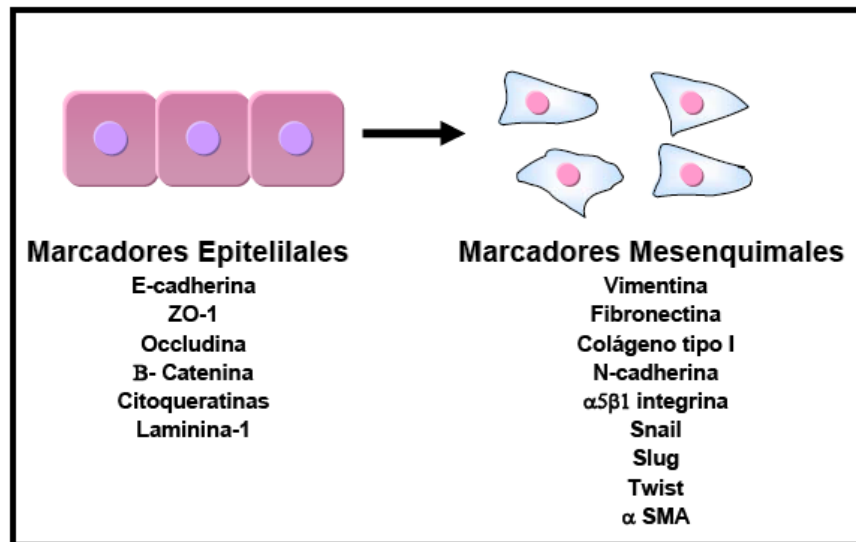 Marcadores Epitelilales
E-cadherina
ZO-1
Occludina
B- Catenina
Citoqueratinas
Laminina-1
Marcadores Mesenquimales
Vimentina
Fibronectina
Colágeno tipo I
N-cadherina
α5β1 integrina
Snail
Slug
Twist
α SMA